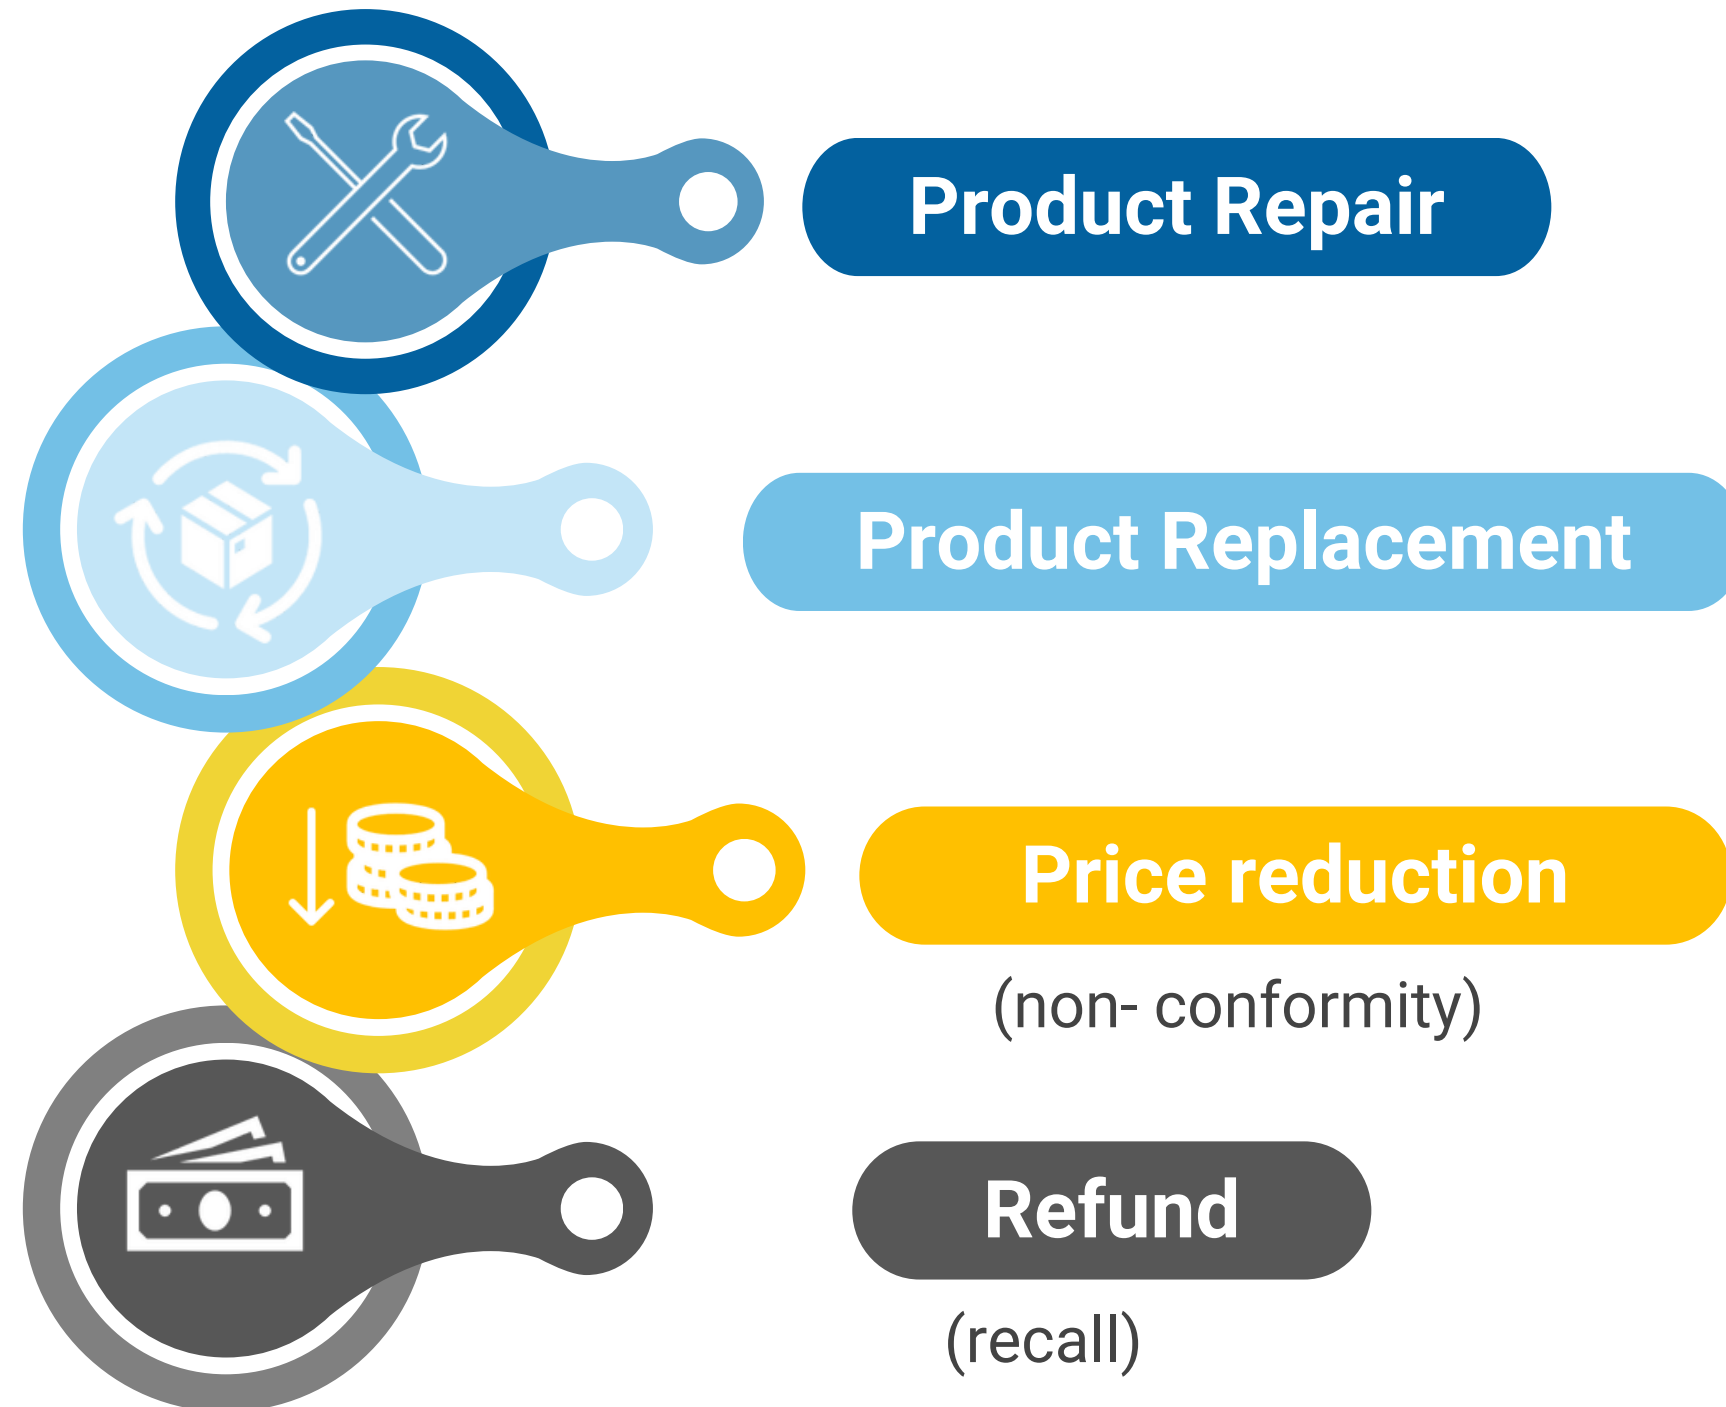 Product Repair
Product Replacement
Price reduction
(non- conformity)
Refund
(recall)